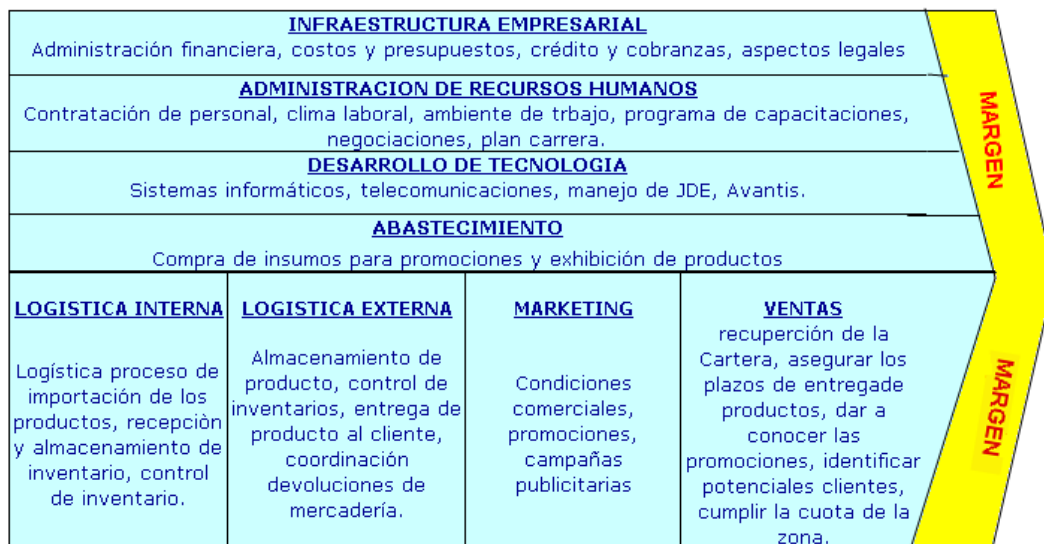 INFRAESTRUCTURA EMPRESARIAL
Administración financiera, costos y presupuestos, crédito y cobranzas, aspectos legales
ADMINISTRACION DE RECURSOS HUMANOS
Contratación de personal, clima laboral, ambiente de trbajo, programa de capacitaciones,
negociaciones, plan carrera.
DESARROLLO DE TECNOLOGIA
Sistemas informáticos, telecomunicaciones, manejo de JDE, Avantis.
ABASTECIMIENTO
Compra de insumos para promociones y exhibición de productos
MARGEN
LOGISTICA INTERNA
Logística proceso de
importación de los
productos, recepciòn
y almacenamiento de
inventario, control
de inventario.
LOGISTICA EXTERNA
Almacenamiento de
producto, control de
inventarios, entrega de
producto al cliente,
coordinación
devoluciones de
mercadería.
MARKETING
Condiciones
comerciales,
promociones,
campañas
publicitarias
VENTAS
recuperción de la
Cartera, asegurar los
plazos de entregade
productos, dar a
conocer las
promociones, identificar
potenciales clientes,
cumplir la cuota de la
zona.
MARGEN